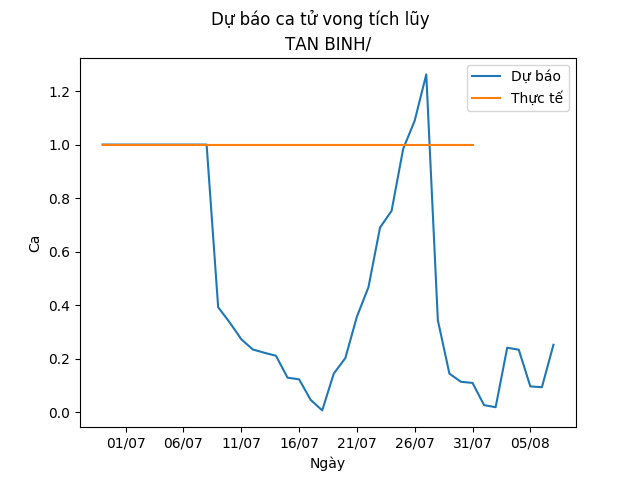 Dự báo ca tử vong tích lũy
TAN BINH/
Dự báo
Thực tế
Ca
1.2
1.0
0.8
0.6
0.4
0.2
0.0
01/07 06/07 11/07 16/07 21/07 26/07 31/07 05/08
Ngày